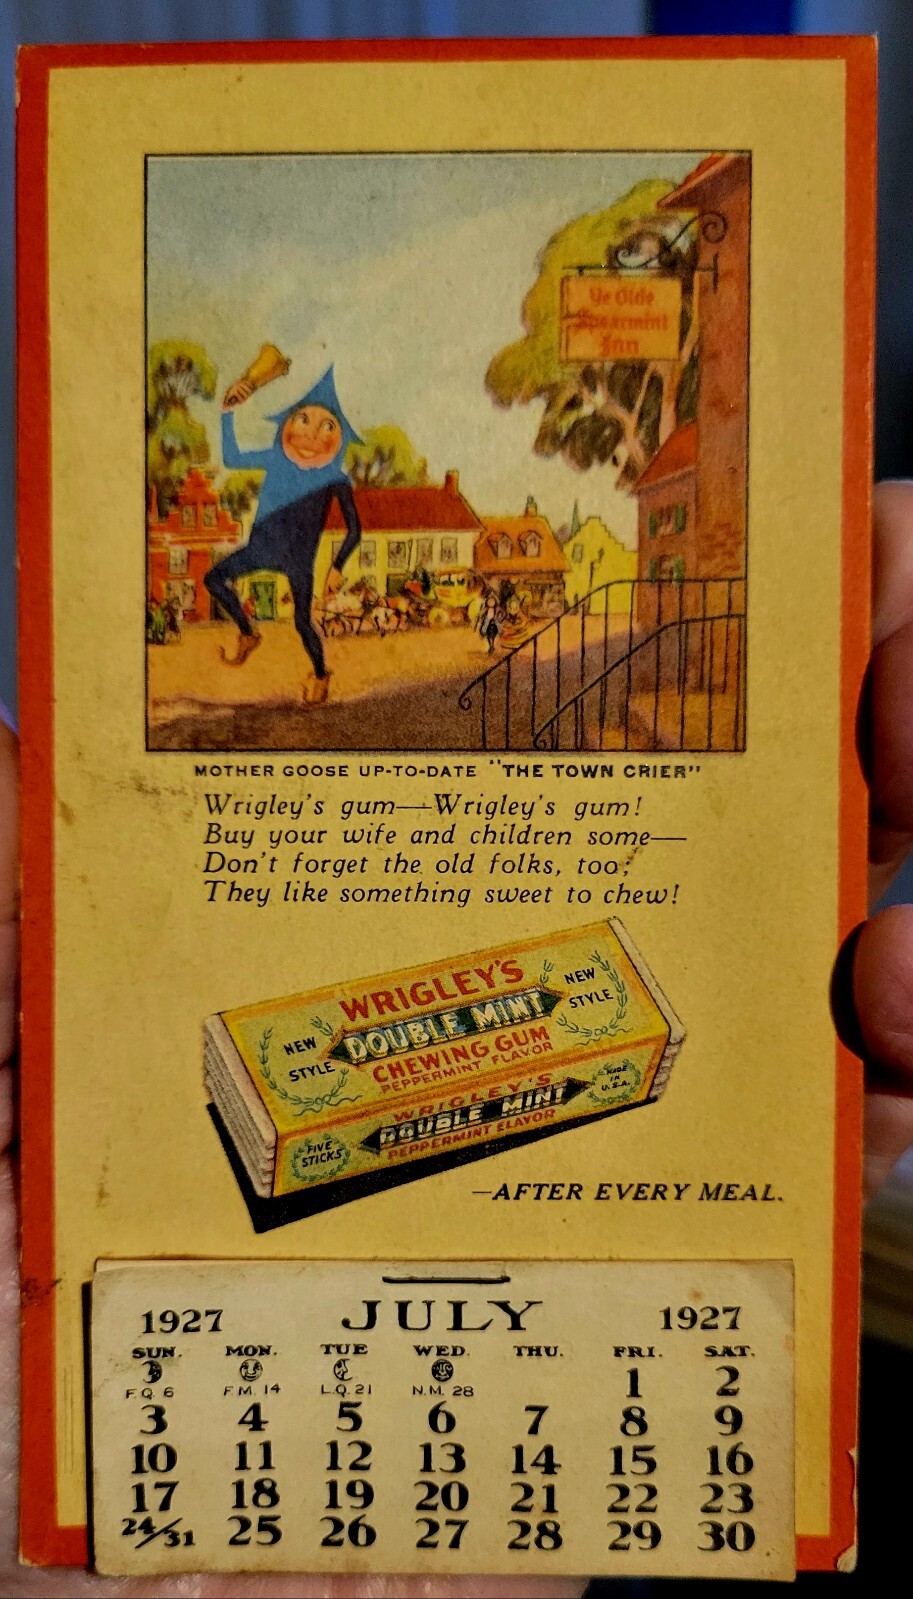 Ye Olde
Spearmint
Inn
MOTHER GOOSE UP-TO-DATE "THE TOWN CRIER"
Wrigley's gum—Wrigley's gum!
Buy your wife and children some—
Don't forget the old folks, too;
They like something sweet to chew!
WRIGLEY'S
DOUBLE MINT
CHEWING GUM
PEPPERMINT FLAVOR
NEW
STYLE
NEW
STYLE
WRIGLEY'S
DOUBLE MINT
PEPPERMINT FLAVOR
FIVE
STICKS
MADE
IN
U.S.A.
—AFTER EVERY MEAL.
1927 JULY 1927
SUN. MON. TUE WED. THU. FRI. SAT.
F.Q. 6 F.M. 14 L.Q. 21 N.M. 28 1 2
3 4 5 6 7 8 9
10 11 12 13 14 15 16
17 18 19 20 21 22 23
24/31 25 26 27 28 29 30